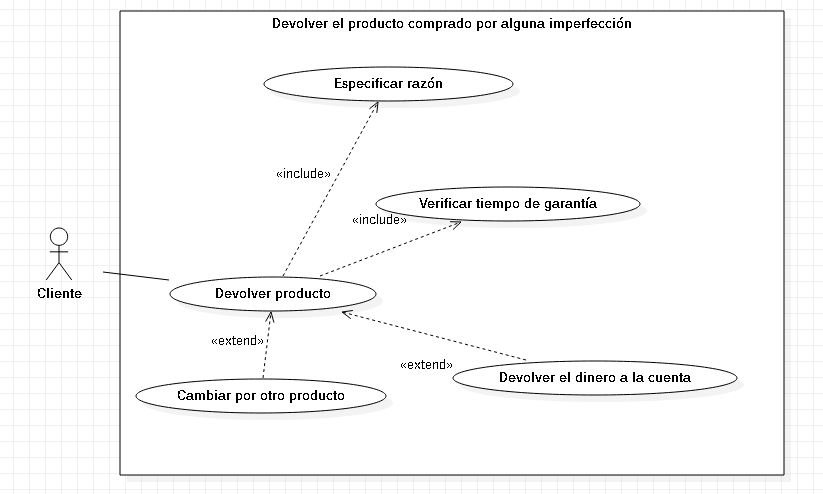 Devolver el producto comprado por alguna imperfección
Especificar razón
«include»
Verificar tiempo de garantía
«include»
Cliente
Devolver producto
«extend»
«extend»
Devolver el dinero a la cuenta
Cambiar por otro producto